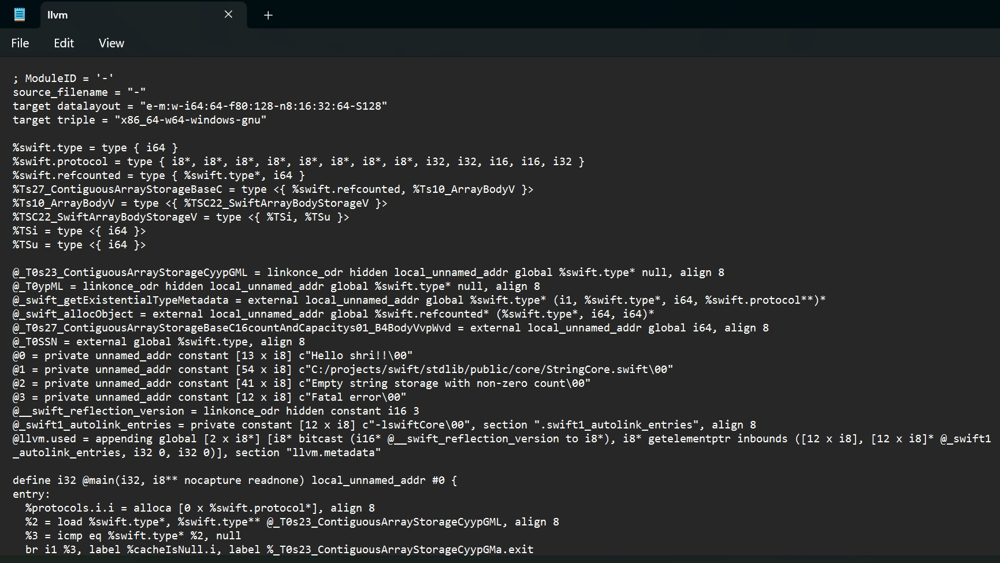 llvm
File Edit View
; ModuleID = '-'
source_filename = "-"
target datalayout = "e-m:w-i64:64-f80:128-n8:16:32:64-S128"
target triple = "x86_64-w64-windows-gnu"
%swift.type = type { i64 }
%swift.protocol = type { i8*, i8*, i8*, i8*, i8*, i8*, i8*, i8*, i32, i32, i16, i16, i32 }
%swift.refcounted = type { %swift.type*, i64 }
%Ts27_ContiguousArrayStorageBaseC = type <{ %swift.refcounted, %Ts10_ArrayBodyV }>
%Ts10_ArrayBodyV = type <{ %TSC22_SwiftArrayBodyStorageV }>
%TSC22_SwiftArrayBodyStorageV = type <{ %TSi, %TSu }>
%TSi = type <{ i64 }>
%TSu = type <{ i64 }>
@_T0s23_ContiguousArrayStorageCyypGML = linkonce_odr hidden local_unnamed_addr global %swift.type* null, align 8
@_T0ypML = linkonce_odr hidden local_unnamed_addr global %swift.type* null, align 8
@_swift_getExistentialTypeMetadata = external local_unnamed_addr global %swift.type* (i1, %swift.type*, i64, %swift.protocol**)*
@_swift_allocObject = external local_unnamed_addr global %swift.refcounted* (%swift.type*, i64, i64)*
@_T0s27_ContiguousArrayStorageBaseC16countAndCapacitys01_B4BodyVvpWvd = external local_unnamed_addr global i64, align 8
@_T0SSN = external global %swift.type, align 8
@0 = private unnamed_addr constant [13 x i8] c"Hello shri!!\00"
@1 = private unnamed_addr constant [54 x i8] c"C:/projects/swift/stdlib/public/core/StringCore.swift\00"
@2 = private unnamed_addr constant [41 x i8] c"Empty string storage with non-zero count\00"
@3 = private unnamed_addr constant [12 x i8] c"Fatal error\00"
@__swift_reflection_version = linkonce_odr hidden constant i16 3
@_swift1_autolink_entries = private constant [12 x i8] c"-lswiftCore\00", section ".swift1_autolink_entries", align 8
@llvm.used = appending global [2 x i8*] [i8* bitcast (i16* @__swift_reflection_version to i8*), i8* getelementptr inbounds ([12 x i8], [12 x i8]* @_swift1
_autolink_entries, i32 0, i32 0)], section "llvm.metadata"
define i32 @main(i32, i8** nocapture readnone) local_unnamed_addr #0 {
entry:
  %protocols.i.i = alloca [0 x %swift.protocol*], align 8
  %2 = load %swift.type*, %swift.type** @_T0s23_ContiguousArrayStorageCyypGML, align 8
  %3 = icmp eq %swift.type* %2, null
  br i1 %3, label %cacheIsNull.i, label %_T0s23_ContiguousArrayStorageCyypGMa.exit